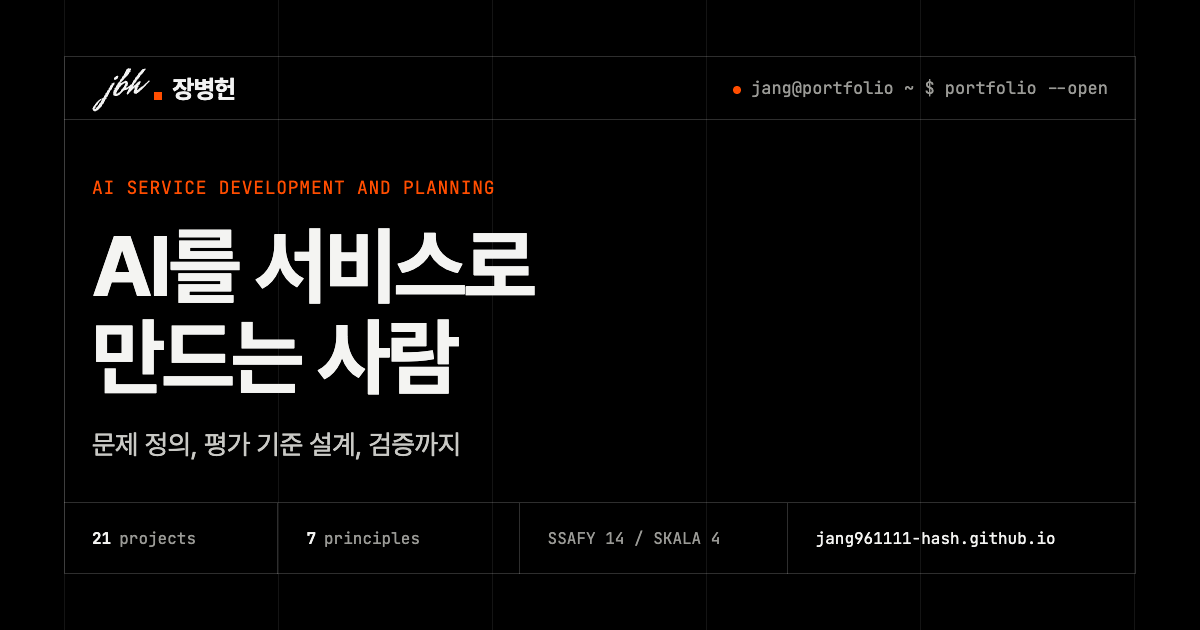 jbh. 장병헌
jang@portfolio ~ $ portfolio --open
AI SERVICE DEVELOPMENT AND PLANNING
AI를 서비스로
만드는 사람
문제 정의, 평가 기준 설계, 검증까지
21 projects
7 principles
SSAFY 14 / SKALA 4
jang961111-hash.github.io